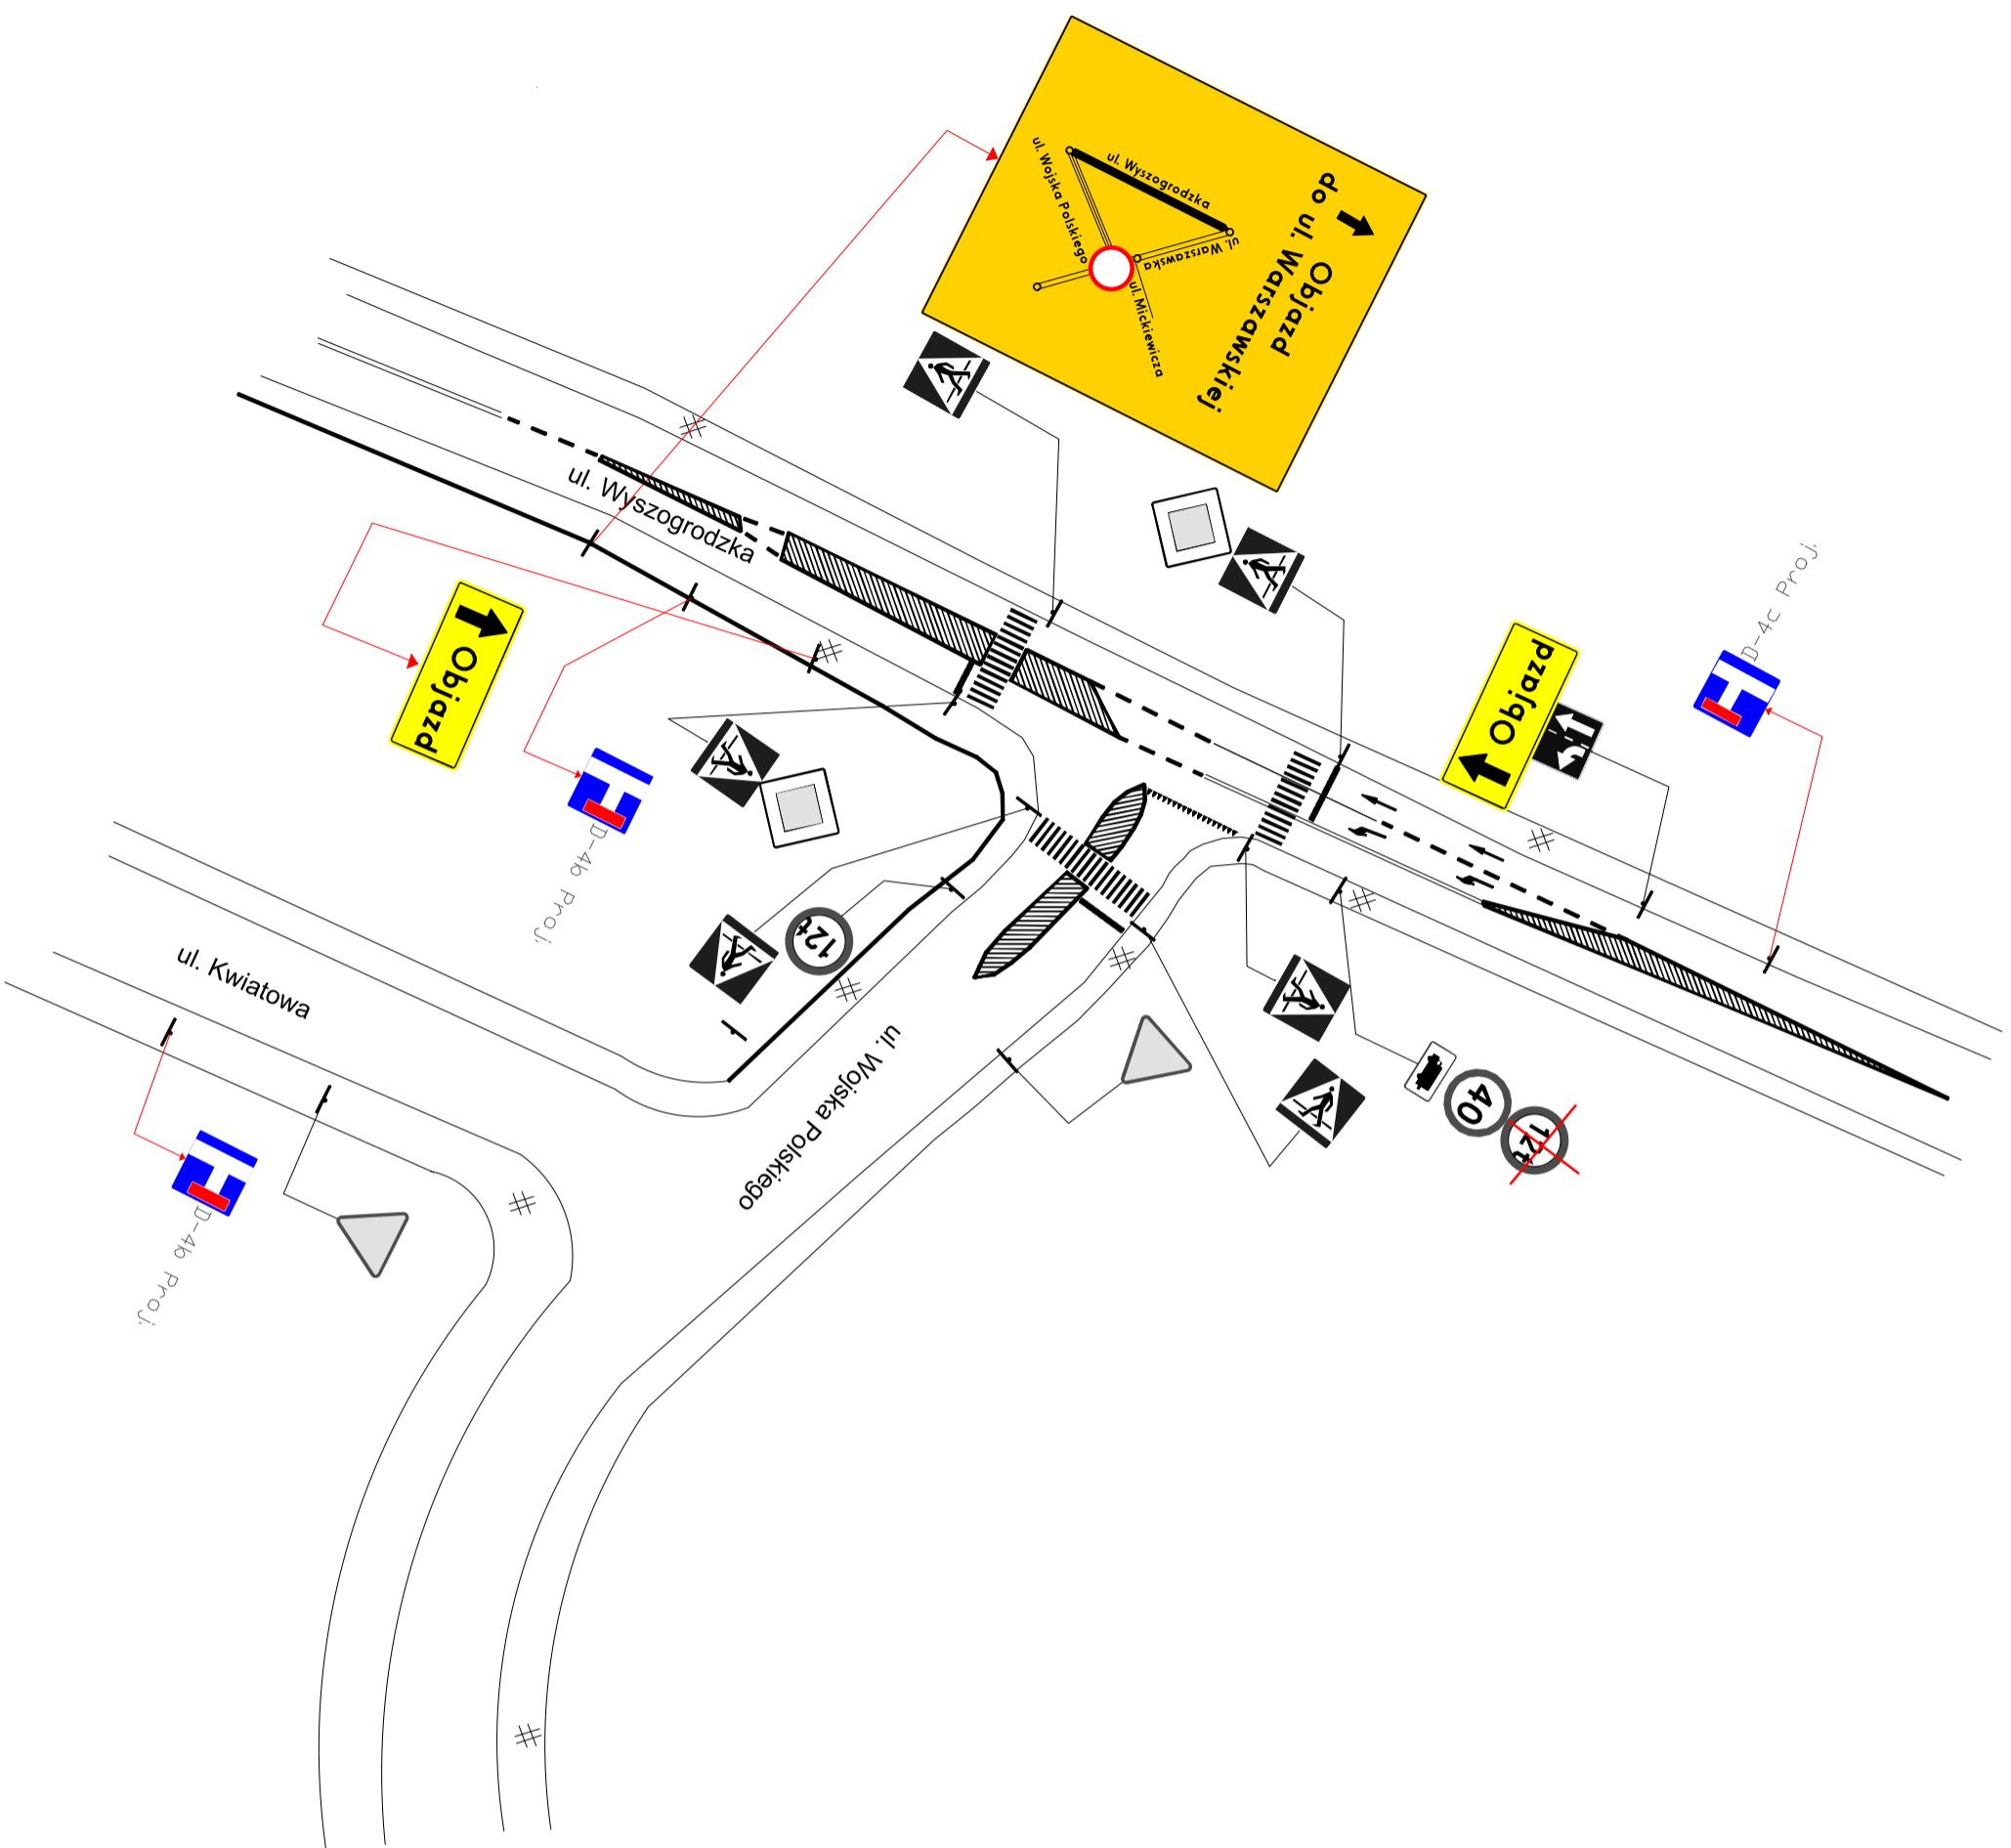 ul. Wyszogrodzka
ul. Wojska Polskiego
ul. Warszawska
ul. Mickiewicza
Objazd
do ul. Warszawskiej
ul. Wyszogrodzka
Objazd
Objazd
D-4c Proj
D-4b Proj
12t
ul. Kwiatowa
ul. Wojska Polskiego
40
12t
D-4b Proj